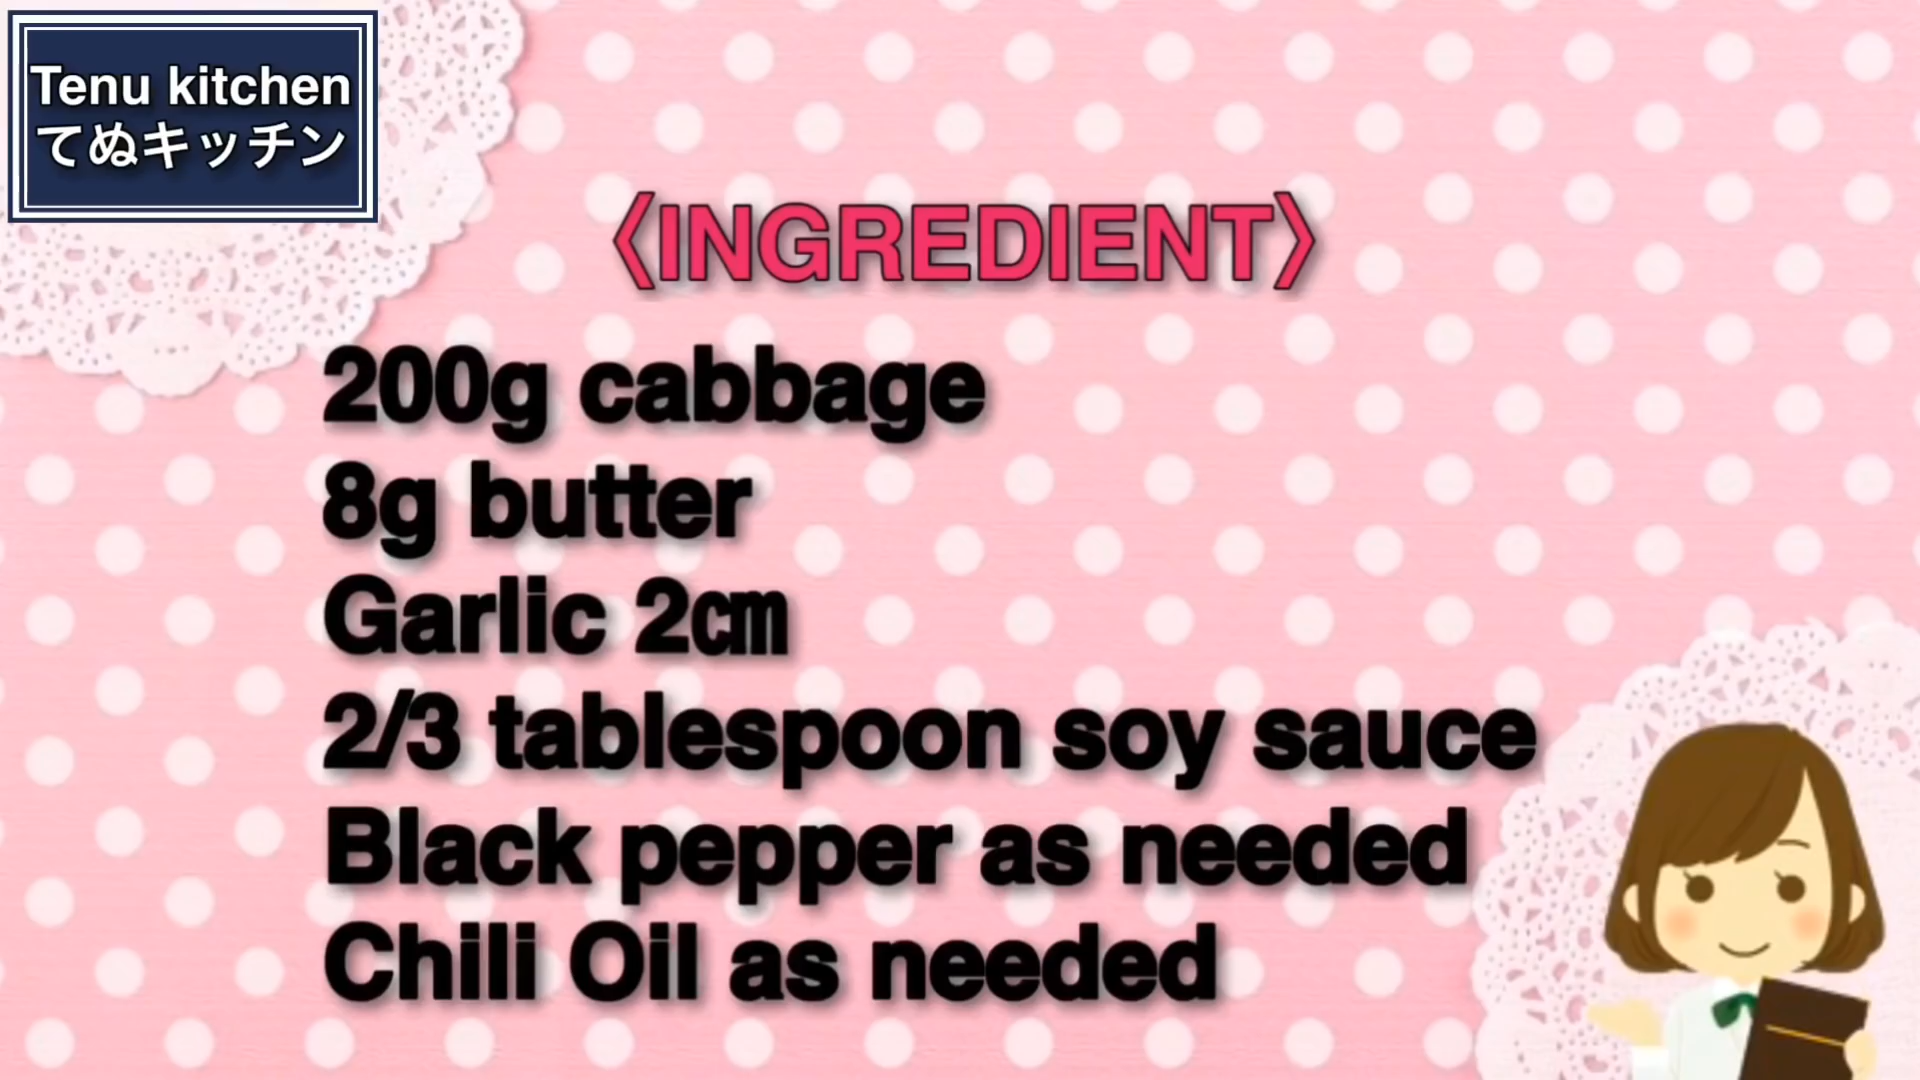 Tenu kitchen
てぬキッチン
〈INGREDIENT〉
200g cabbage
8g butter
Garlic 2㎝
2/3 tablespoon soy sauce
Black pepper as needed
Chili Oil as needed